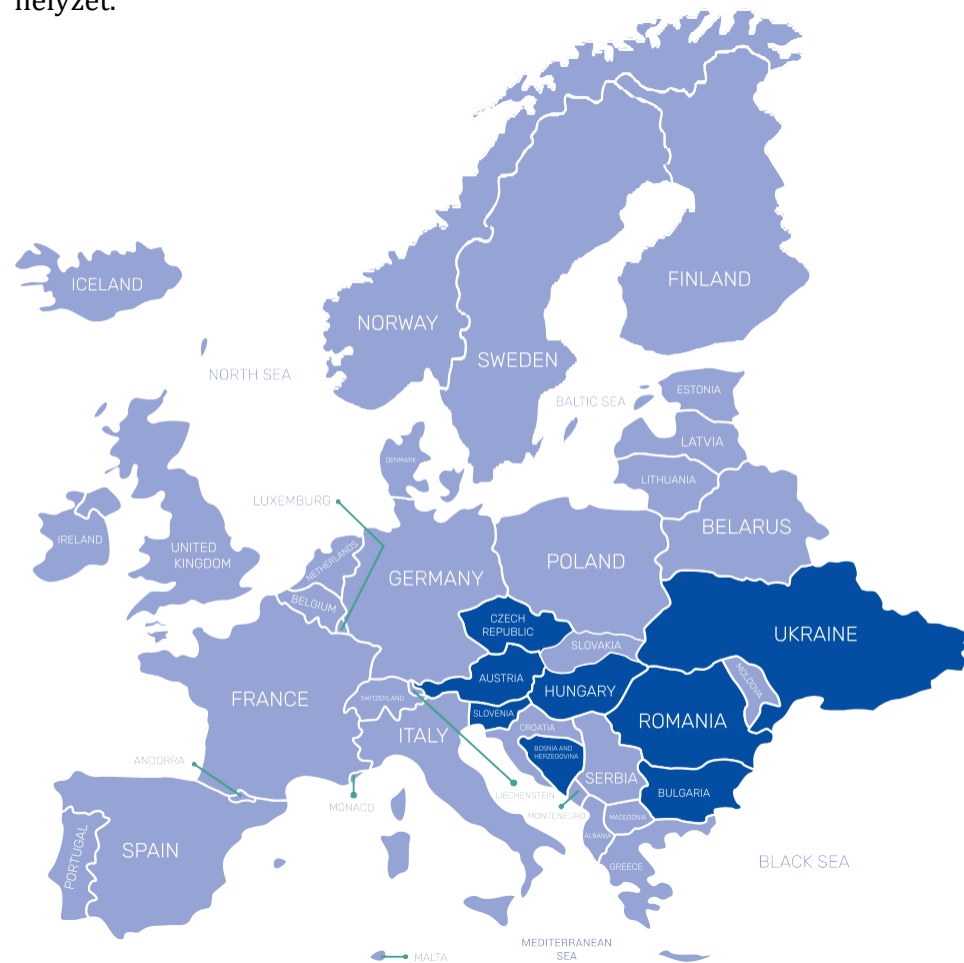 helyzet.
ICELAND
FINLAND
NORWAY
SWEDEN
NORTH SEA
BALTIC SEA
ESTONIA
LATVIA
DENMARK
LITHUANIA
LUXEMBURG
BELARUS
IRELAND
UNITED
KINGDOM
NETHERLANDS
POLAND
GERMANY
BELGIUM
CZECH
REPUBLIC
UKRAINE
SLOVAKIA
AUSTRIA
HUNGARY
MOLDOVA
FRANCE
SWITZERLAND
SLOVENIA
ROMANIA
CROATIA
ITALY
BOSNIA AND
HERZEGOVINA
ANDORRA
SERBIA
LIECHTENSTEIN
BULGARIA
MONACO
MONTENEGRO
MACEDONIA
ALBANIA
PORTUGAL
SPAIN
GREECE
BLACK SEA
MEDITERRANEAN
SEA
MALTA